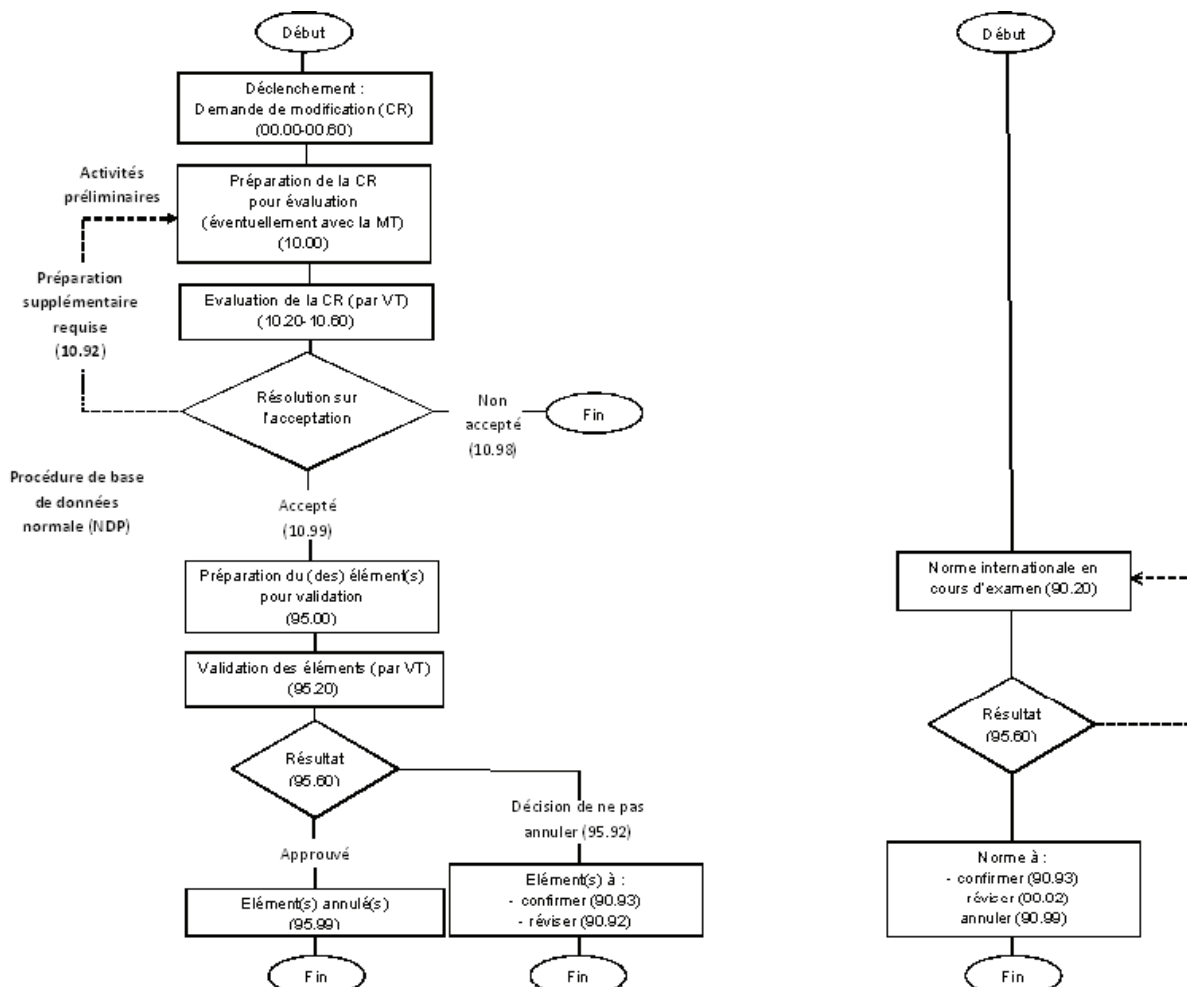 Début
Déclenchement :
Demande de modification (CR)
(00.00-00.60)
Activités
préliminaires
Préparation de la CR
pour évaluation
(éventuellement avec la MT)
(10.00)
Préparation
supplémentaire
requise
(10.92)
Evaluation de la CR (par VT)
(10.20-10.60)
Résolution sur
l'acceptation
Non
accepté
(10.98)
Fin
Procédure de base
de données
normale (NDP)
Accepté
(10.99)
Préparation du (des) élément(s)
pour validation
(95.00)
Validation des éléments (par VT)
(95.20)
Résultat
(95.60)
Décision de ne pas
annuler (95.92)
Approuvé
Elément(s) annulé(s)
(95.99)
Elément(s) à :
- confirmer (90.93)
- réviser (90.92)
Fin
Fin
Début
Norme internationale en
cours d'examen (90.20)
Résultat
(95.60)
Norme à :
- confirmer (90.93)
- réviser (00.02)
annuler (90.99)
Fin